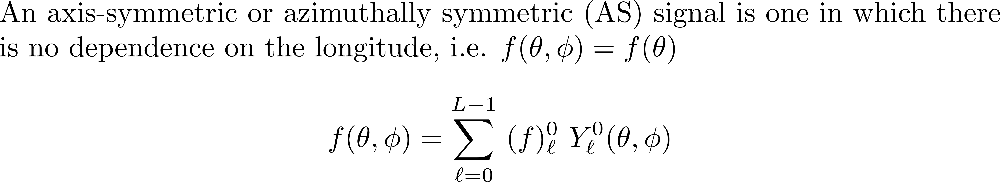 An axis-symmetric or azimuthally symmetric (AS) signal is one in which there
is no dependence on the longitude, i.e. $f(\theta, \phi) = f(\theta)$
$$f(\theta, \phi) = \sum_{\ell=0}^{L-1} (f)_{\ell}^{0} \ Y_{\ell}^{0}(\theta, \phi)$$